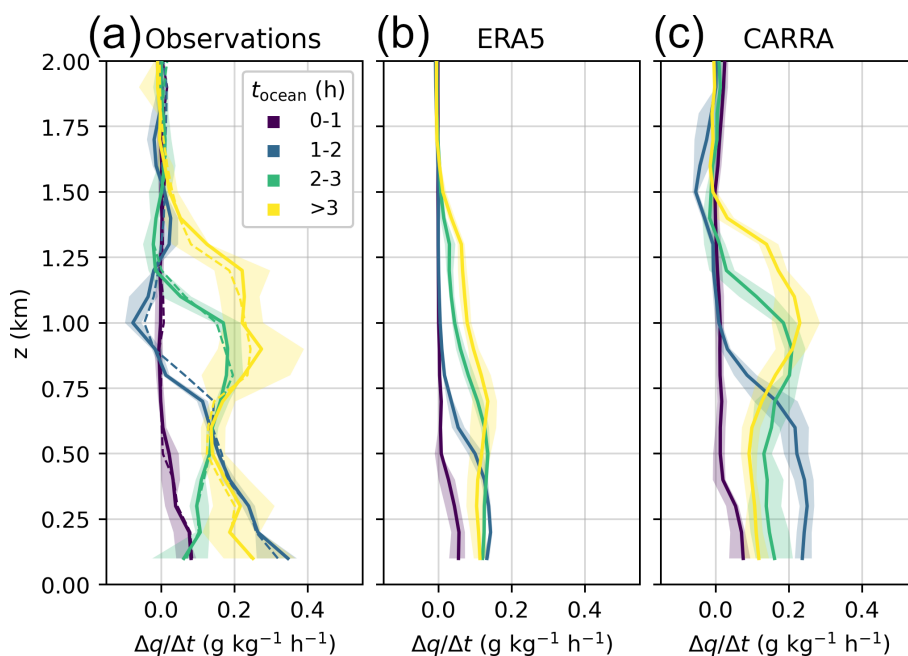 (a) Observations
(b) ERA5
(c) CARRA
2.00
1.75
1.50
1.25
1.00
0.75
0.50
0.25
0.00
z (km)
t_ocean (h)
0-1
1-2
2-3
>3
0.0 0.2 0.4
0.0 0.2 0.4
0.0 0.2 0.4
Δq/Δt (g kg⁻¹ h⁻¹)
Δq/Δt (g kg⁻¹ h⁻¹)
Δq/Δt (g kg⁻¹ h⁻¹)